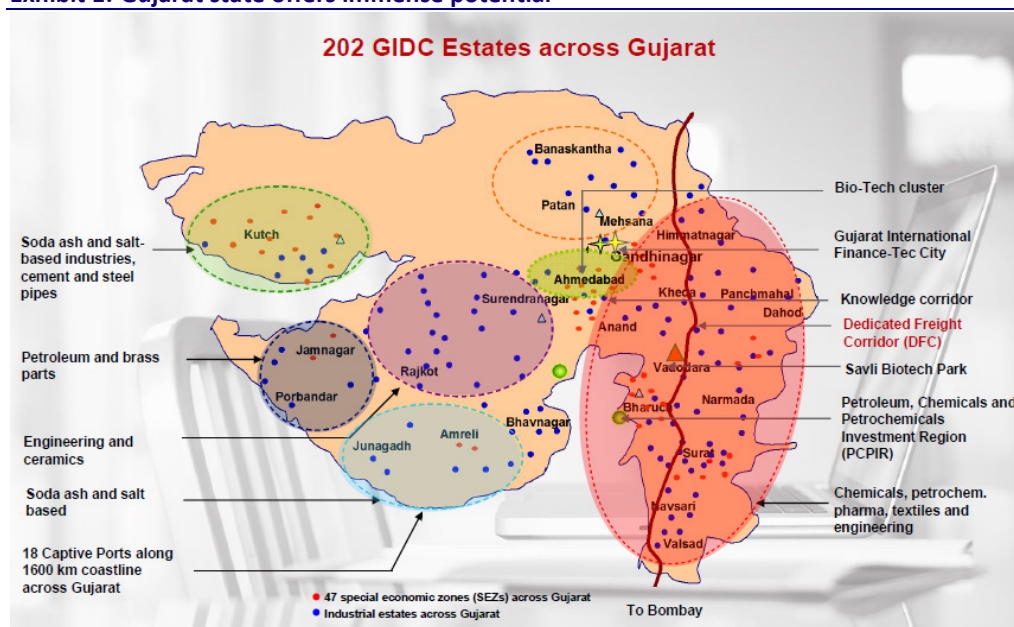 Exhibit 1: Gujarat state offers immense potential
202 GIDC Estates across Gujarat
Banaskantha
Patan
Mehsana
Himmatnagar
Gandhinagar
Kutch
Ahmedabad
Surendranagar
Kheda
Panchmahal
Dahod
Anand
Jamnagar
Rajkot
Vadodara
Porbandar
Bharuch
Narmada
Bhavnagar
Amreli
Junagadh
Surat
Navsari
Valsad
Soda ash and salt-
based industries,
cement and steel
pipes
Petroleum and brass
parts
Engineering and
ceramics
Soda ash and salt
based
18 Captive Ports along
1600 km coastline
across Gujarat
Bio-Tech cluster
Gujarat International
Finance-Tec City
Knowledge corridor
Dedicated Freight
Corridor (DFC)
Savli Biotech Park
Petroleum, Chemicals and
Petrochemicals
Investment Region
(PCPIR)
Chemicals, petrochem.
pharma, textiles and
engineering
47 special economic zones (SEZs) across Gujarat
Industrial estates across Gujarat
To Bombay